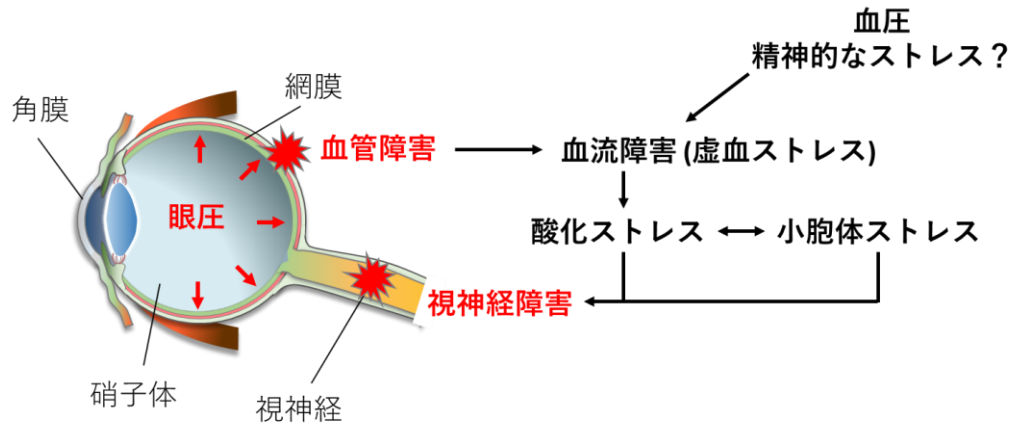 血圧
精神的なストレス？
網膜
角膜
血管障害
血流障害 (虚血ストレス)
眼圧
酸化ストレス
小胞体ストレス
視神経障害
硝子体
視神経